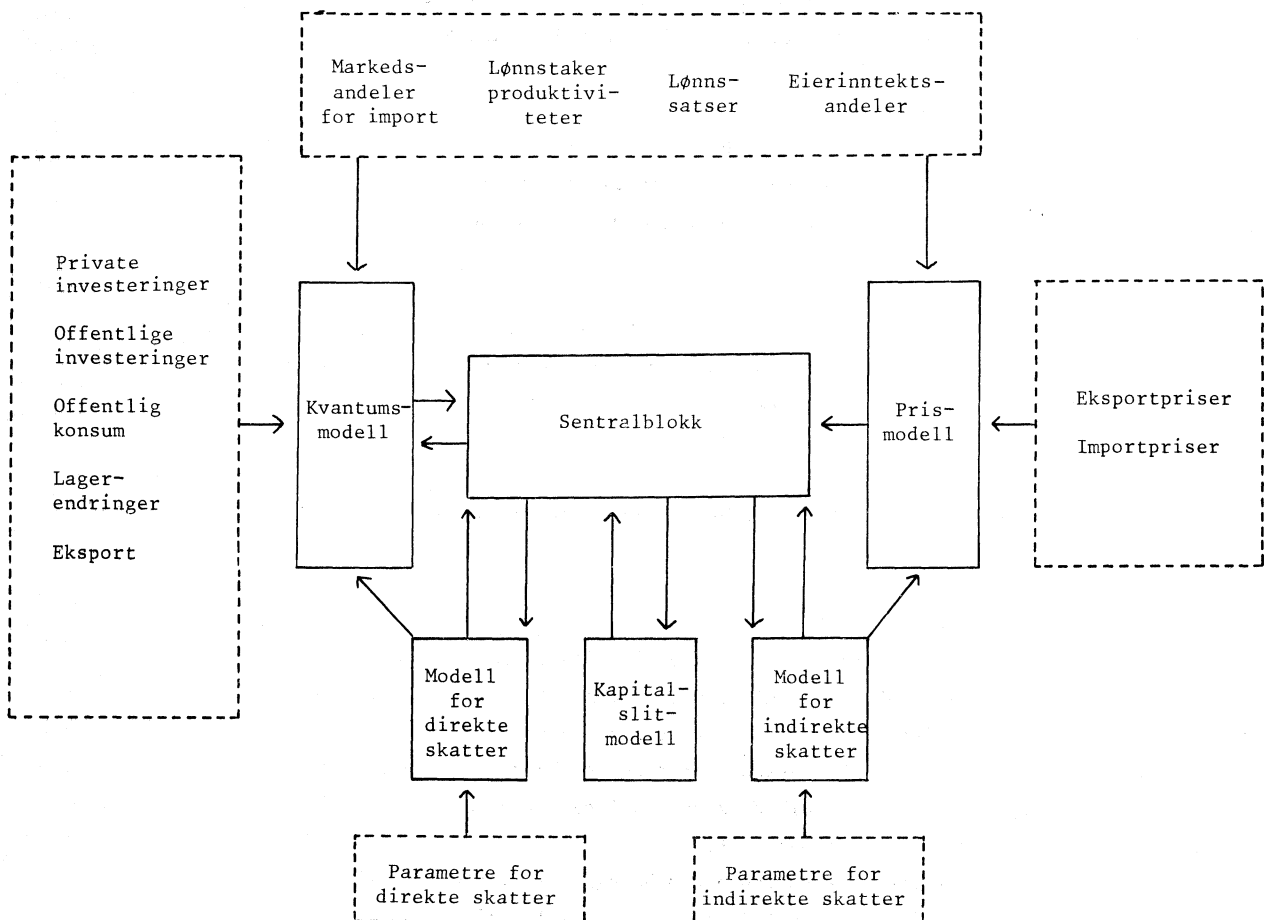 Markeds-
andeler
for import
Lønnstaker
produktivi-
teter
Lønns-
satser
Eierinntekts-
andeler
Private
investeringer
Offentlige
investeringer
Offentlig
konsum
Lager-
endringer
Eksport
Kvantums-
modell
Sentralblokk
Pris-
modell
Eksportpriser
Importpriser
Modell
for
direkte
skatter
Kapital-
slit-
modell
Modell
for
indirekte
skatter
Parametre for
direkte skatter
Parametre for
indirekte skatter